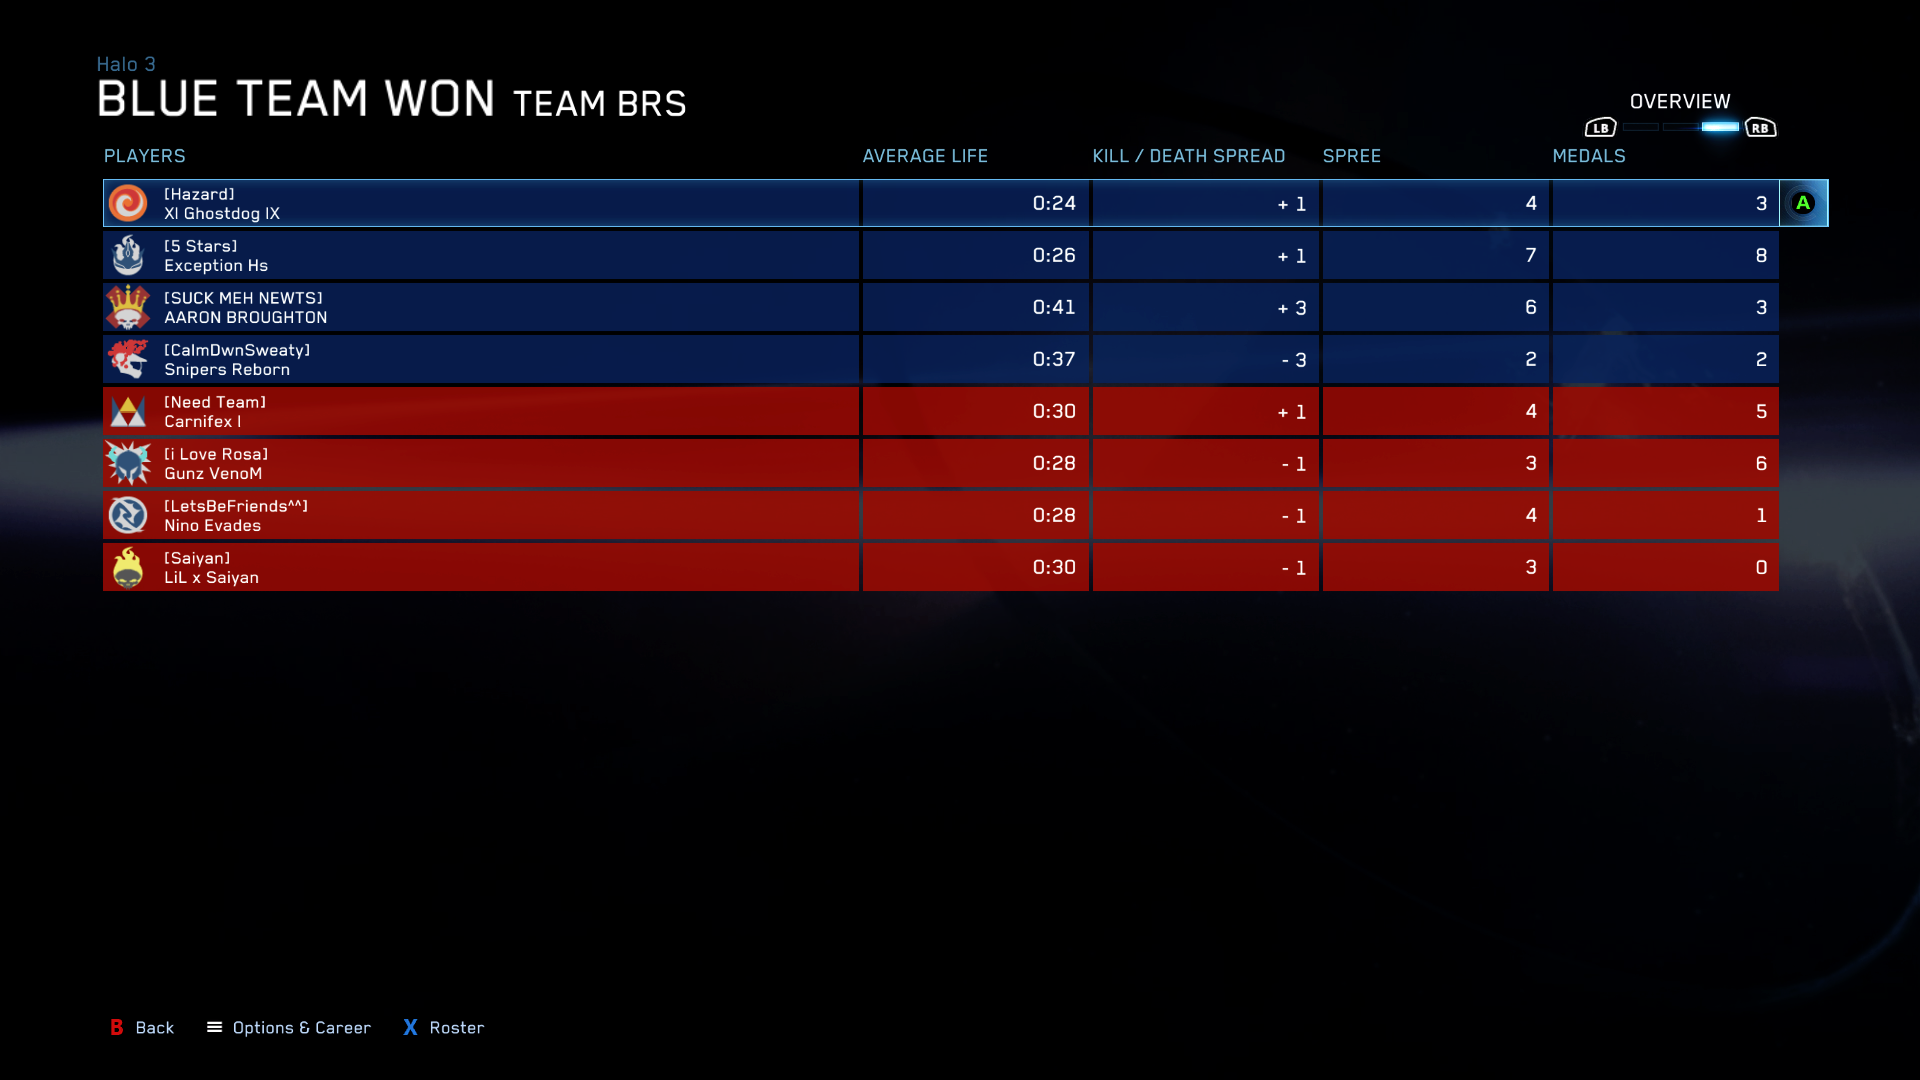 Halo 3
BLUE TEAM WON TEAM BRS
OVERVIEW
LB RB
PLAYERS AVERAGE LIFE KILL / DEATH SPREAD SPREE MEDALS
[Hazard]
XI Ghostdog IX 0:24 + 1 4 3 A
[5 Stars]
Exception Hs 0:26 + 1 7 8
[SUCK MEH NEWTS]
AARON BROUGHTON 0:41 + 3 6 3
[CalmDwnSweaty]
Snipers Reborn 0:37 - 3 2 2
[Need Team]
Carnifex I 0:30 + 1 4 5
[i Love Rosa]
Gunz VenoM 0:28 - 1 3 6
[LetsBeFriends^^]
Nino Evades 0:28 - 1 4 1
[Saiyan]
LiL x Saiyan 0:30 - 1 3 0
B Back Options & Career X Roster